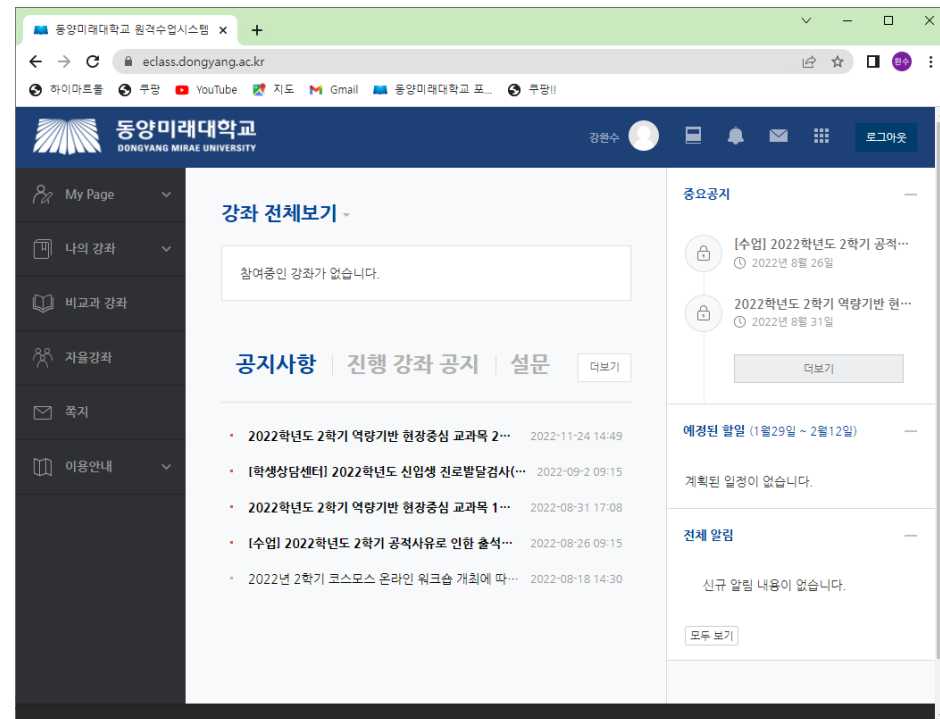 동양미래대학교 원격수업시스템
eclass.dongyang.ac.kr
하이마트몰 쿠팡 YouTube 지도 Gmail 동양미래대학교 포... 쿠팡!!
동양미래대학교
DONGYANG MIRAE UNIVERSITY
강완수
로그아웃
My Page
나의 강좌
비교과 강좌
자율강좌
쪽지
이용안내
강좌 전체보기
참여중인 강좌가 없습니다.
공지사항 진행 강좌 공지 설문 더보기
2022학년도 2학기 역량기반 현장중심 교과목 2… 2022-11-24 14:49
[학생상담센터] 2022학년도 신입생 진로발달검사(… 2022-09-2 09:15
2022학년도 2학기 역량기반 현장중심 교과목 1… 2022-08-31 17:08
[수업] 2022학년도 2학기 공적사유로 인한 출석… 2022-08-26 09:15
2022년 2학기 코스모스 온라인 워크숍 개최에 따… 2022-08-18 14:30
중요공지
[수업] 2022학년도 2학기 공적…
2022년 8월 26일
2022학년도 2학기 역량기반 현…
2022년 8월 31일
더보기
예정된 할일 (1월29일 ~ 2월12일)
계획된 일정이 없습니다.
전체 알림
신규 알림 내용이 없습니다.
모두 보기